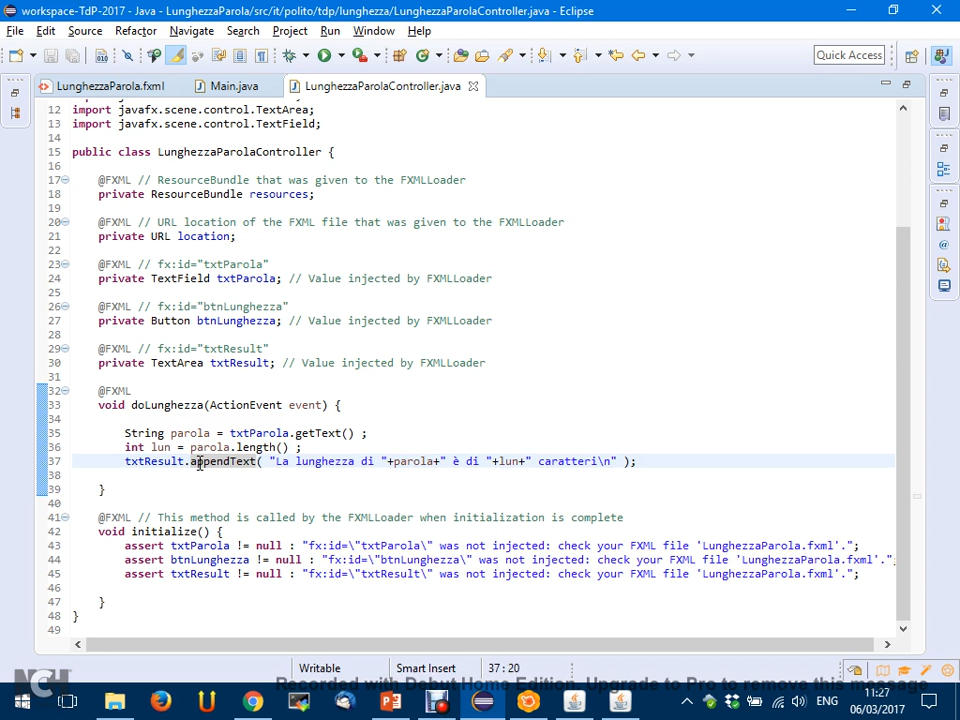 workspace-TdP-2017 - Java - LunghezzaParola/src/it/polito/tdp/lunghezza/LunghezzaParolaController.java - Eclipse
File Edit Source Refactor Navigate Search Project Run Window Help
Quick Access
LunghezzaParola.fxml Main.java LunghezzaParolaController.java
12 import javafx.scene.control.TextArea;
13 import javafx.scene.control.TextField;
14
15 public class LunghezzaParolaController {
16
17 @FXML // ResourceBundle that was given to the FXMLLoader
18 private ResourceBundle resources;
19
20 @FXML // URL location of the FXML file that was given to the FXMLLoader
21 private URL location;
22
23 @FXML // fx:id="txtParola"
24 private TextField txtParola; // Value injected by FXMLLoader
25
26 @FXML // fx:id="btnLunghezza"
27 private Button btnLunghezza; // Value injected by FXMLLoader
28
29 @FXML // fx:id="txtResult"
30 private TextArea txtResult; // Value injected by FXMLLoader
31
32 @FXML
33 void doLunghezza(ActionEvent event) {
34
35 String parola = txtParola.getText() ;
36 int lun = parola.length() ;
37 txtResult.appendText( "La lunghezza di "+parola+" è di "+lun+" caratteri\n" );
38
39 }
40
41 @FXML // This method is called by the FXMLLoader when initialization is complete
42 void initialize() {
43 assert txtParola != null : "fx:id=\"txtParola\" was not injected: check your FXML file 'LunghezzaParola.fxml'.";
44 assert btnLunghezza != null : "fx:id=\"btnLunghezza\" was not injected: check your FXML file 'LunghezzaParola.fxml'."
45 assert txtResult != null : "fx:id=\"txtResult\" was not injected: check your FXML file 'LunghezzaParola.fxml'.";
46
47 }
48 }
49
Writable Smart Insert 37 : 20
NCH
Recorded with Debut Home Edition. Upgrade to Pro to remove this message
ENG
11:27
06/03/2017